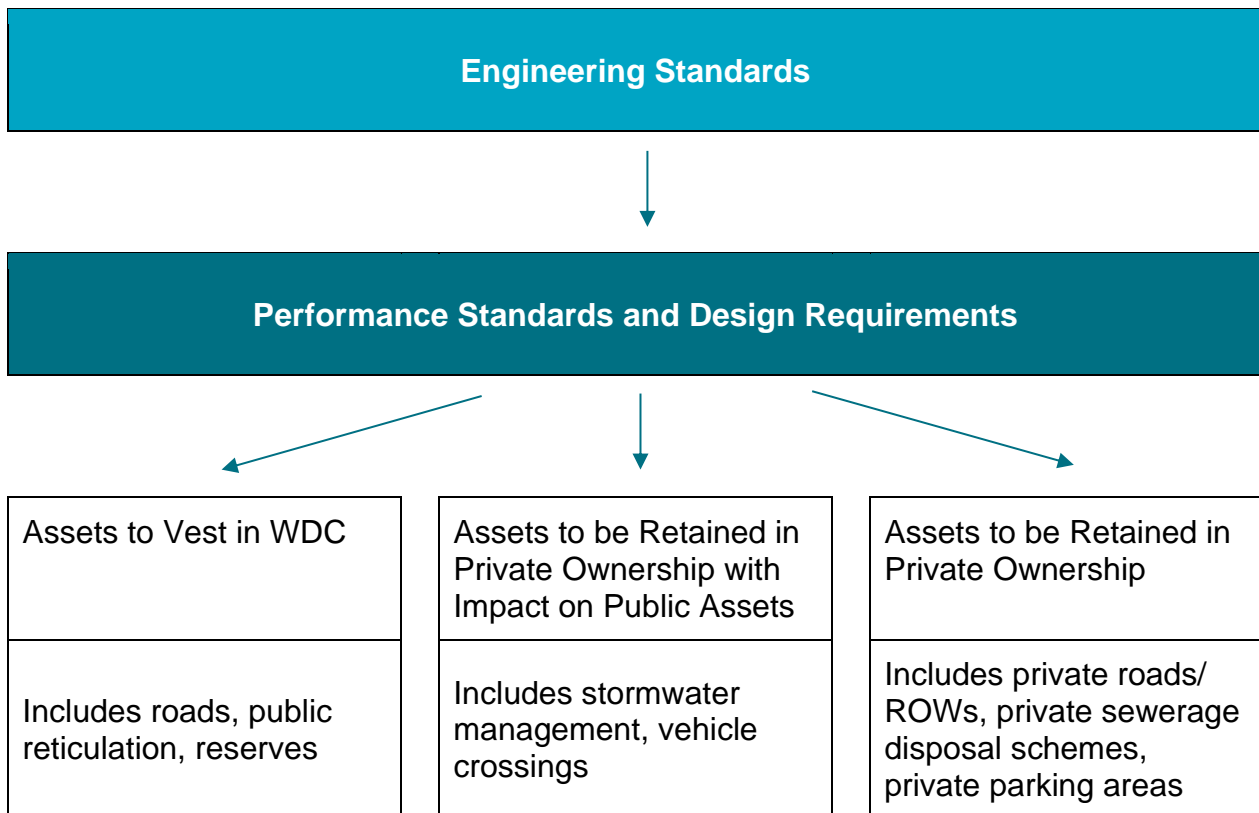 Engineering Standards
Performance Standards and Design Requirements
Assets to Vest in WDC
Includes roads, public
reticulation, reserves
Assets to be Retained in
Private Ownership with
Impact on Public Assets
Includes stormwater
management, vehicle
crossings
Assets to be Retained in
Private Ownership
Includes private roads/
ROWs, private sewerage
disposal schemes,
private parking areas